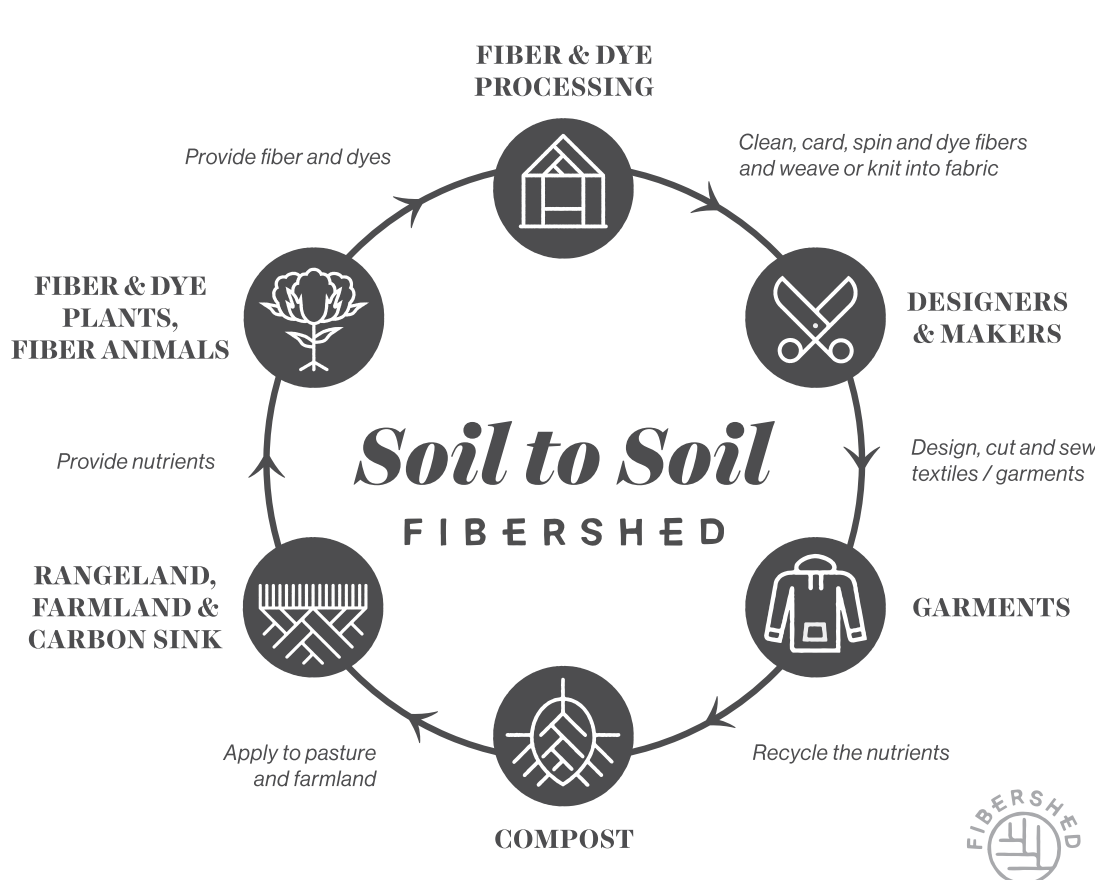 FIBER & DYE
PROCESSING
Provide fiber and dyes
Clean, card, spin and dye fibers
and weave or knit into fabric
FIBER & DYE
PLANTS,
FIBER ANIMALS
DESIGNERS
& MAKERS
Soil to Soil
FIBERSHED
Provide nutrients
Design, cut and sew
textiles / garments
RANGELAND,
FARMLAND &
CARBON SINK
GARMENTS
Apply to pasture
and farmland
Recycle the nutrients
COMPOST
FIBERSHED